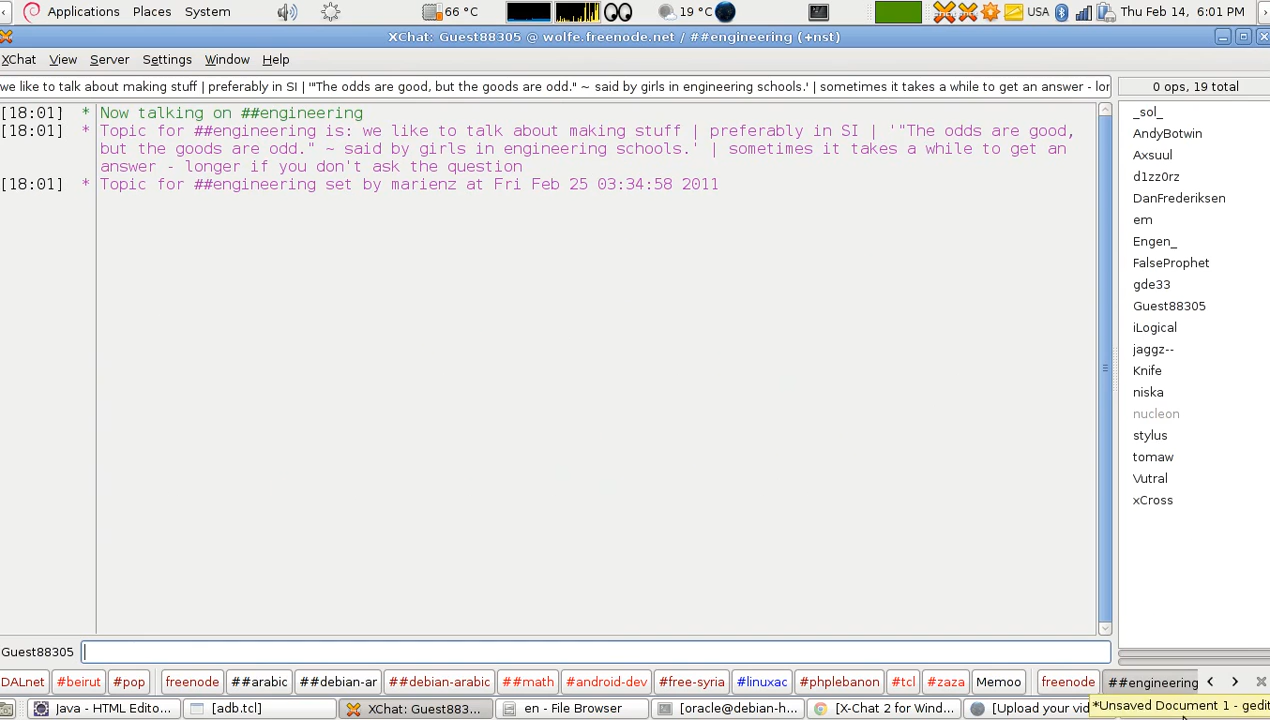 Applications Places System 66 °C 19 °C USA Thu Feb 14, 6:01 PM
XChat: Guest88305 @ wolfe.freenode.net / ##engineering (+nst)
XChat View Server Settings Window Help
we like to talk about making stuff | preferably in SI | '"The odds are good, but the goods are odd." ~ said by girls in engineering schools.' | sometimes it takes a while to get an answer - lor
0 ops, 19 total
[18:01] * Now talking on ##engineering
[18:01] * Topic for ##engineering is: we like to talk about making stuff | preferably in SI | '"The odds are good,
but the goods are odd." ~ said by girls in engineering schools.' | sometimes it takes a while to get an
answer - longer if you don't ask the question
[18:01] * Topic for ##engineering set by marienz at Fri Feb 25 03:34:58 2011
_sol_
AndyBotwin
Axsuul
d1zz0rz
DanFrederiksen
em
Engen_
FalseProphet
gde33
Guest88305
iLogical
jaggz--
Knife
niska
nucleon
stylus
tomaw
Vutral
xCross
Guest88305
DALnet #beirut #pop freenode ##arabic ##debian-ar ##debian-arabic ##math #android-dev #free-syria #linuxac #phplebanon #tcl #zaza Memoo freenode ##engineering
Java - HTML Edito... [adb.tcl] XChat: Guest883... en - File Browser [oracle@debian-h... [X-Chat 2 for Wind... [Upload your vid
*Unsaved Document 1 - gedit